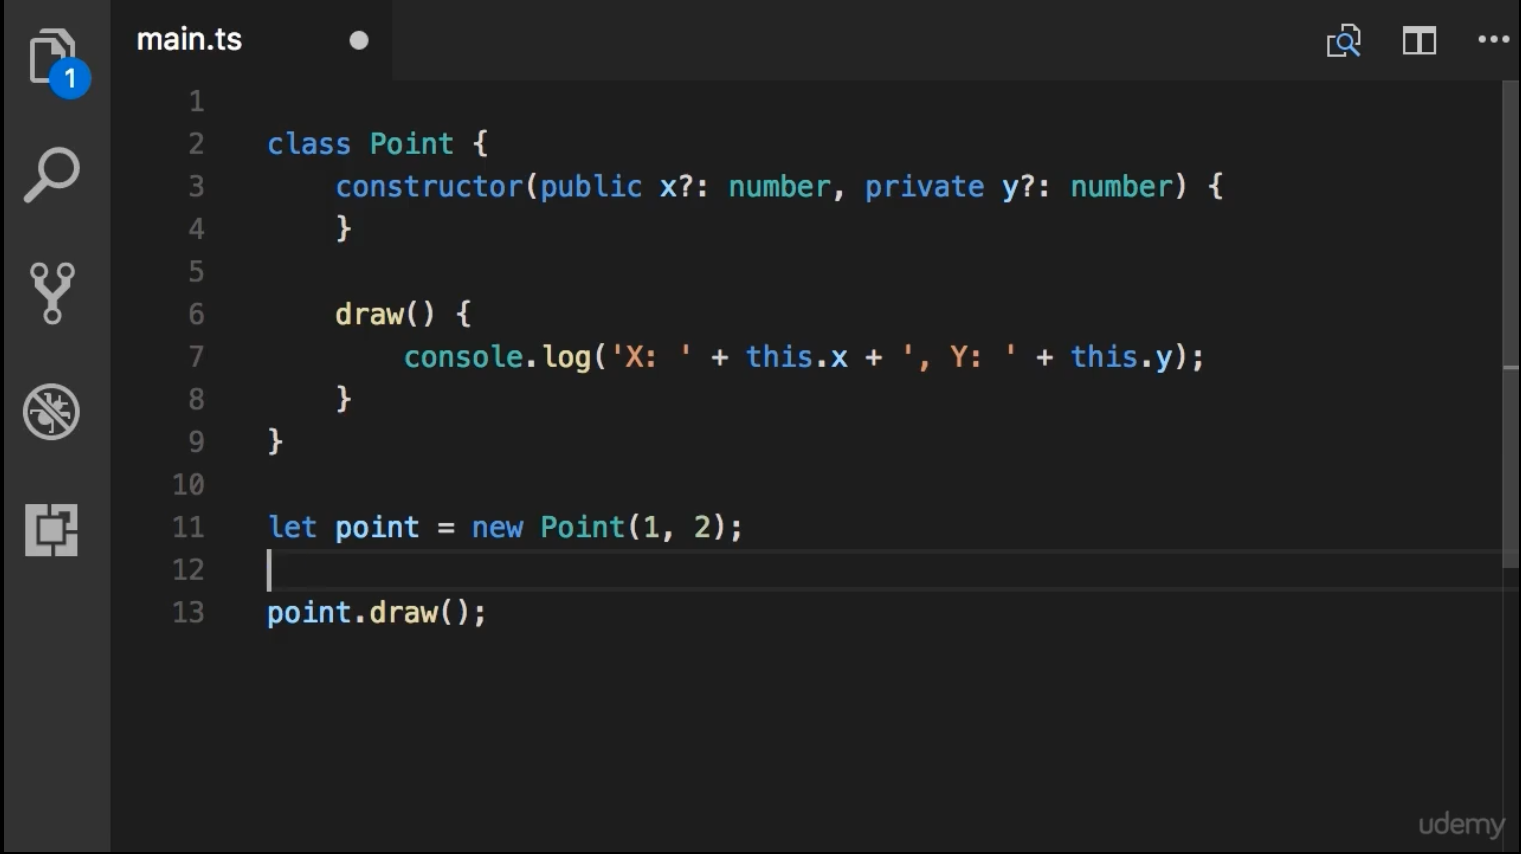 main.ts
1
1
2 class Point {
3 constructor(public x?: number, private y?: number) {
4 }
5
6 draw() {
7 console.log('X: ' + this.x + ', Y: ' + this.y);
8 }
9 }
10
11 let point = new Point(1, 2);
12
13 point.draw();
udemy